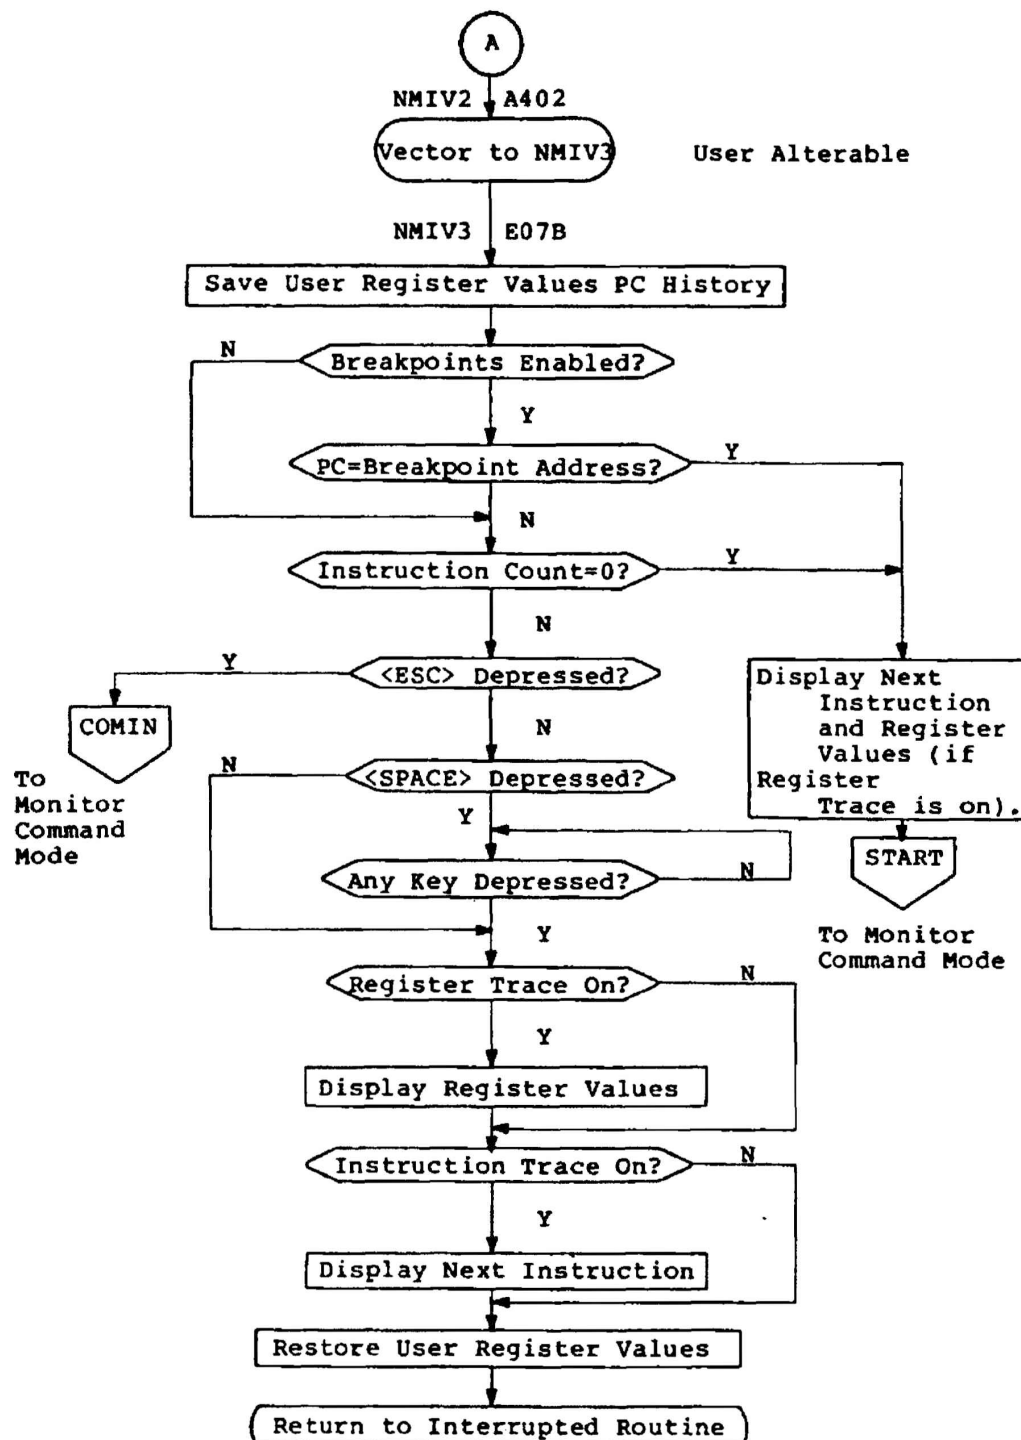 A
NMIV2 A402
Vector to NMIV3 User Alterable
NMIV3 E07B
Save User Register Values PC History
N
Breakpoints Enabled?
Y
PC=Breakpoint Address?
Y
N
Instruction Count=0?
Y
N
Y
<ESC> Depressed?
COMIN
To
Monitor
Command
Mode
N
Display Next
Instruction
and Register
Values (if
Register
Trace is on).
START
To Monitor
Command Mode
N
<SPACE> Depressed?
Y
Any Key Depressed?
N
Y
Register Trace On?
N
Y
Display Register Values
Instruction Trace On?
N
Y
Display Next Instruction
Restore User Register Values
Return to Interrupted Routine